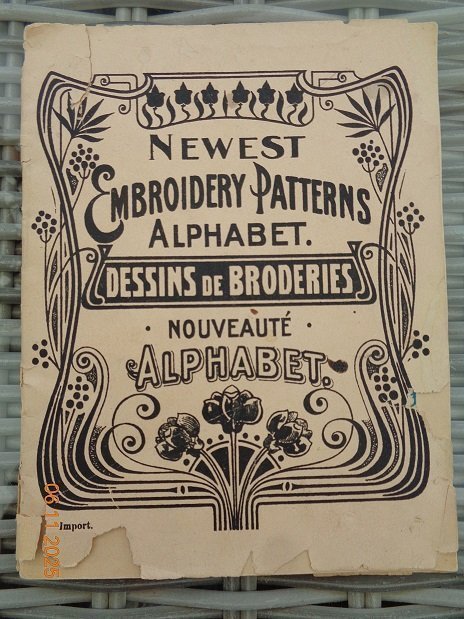 NEWEST
EMBROIDERY PATTERNS
ALPHABET.
DESSINS DE BRODERIES
· NOUVEAUTÉ ·
ALPHABET.
Import.
06 11 2025